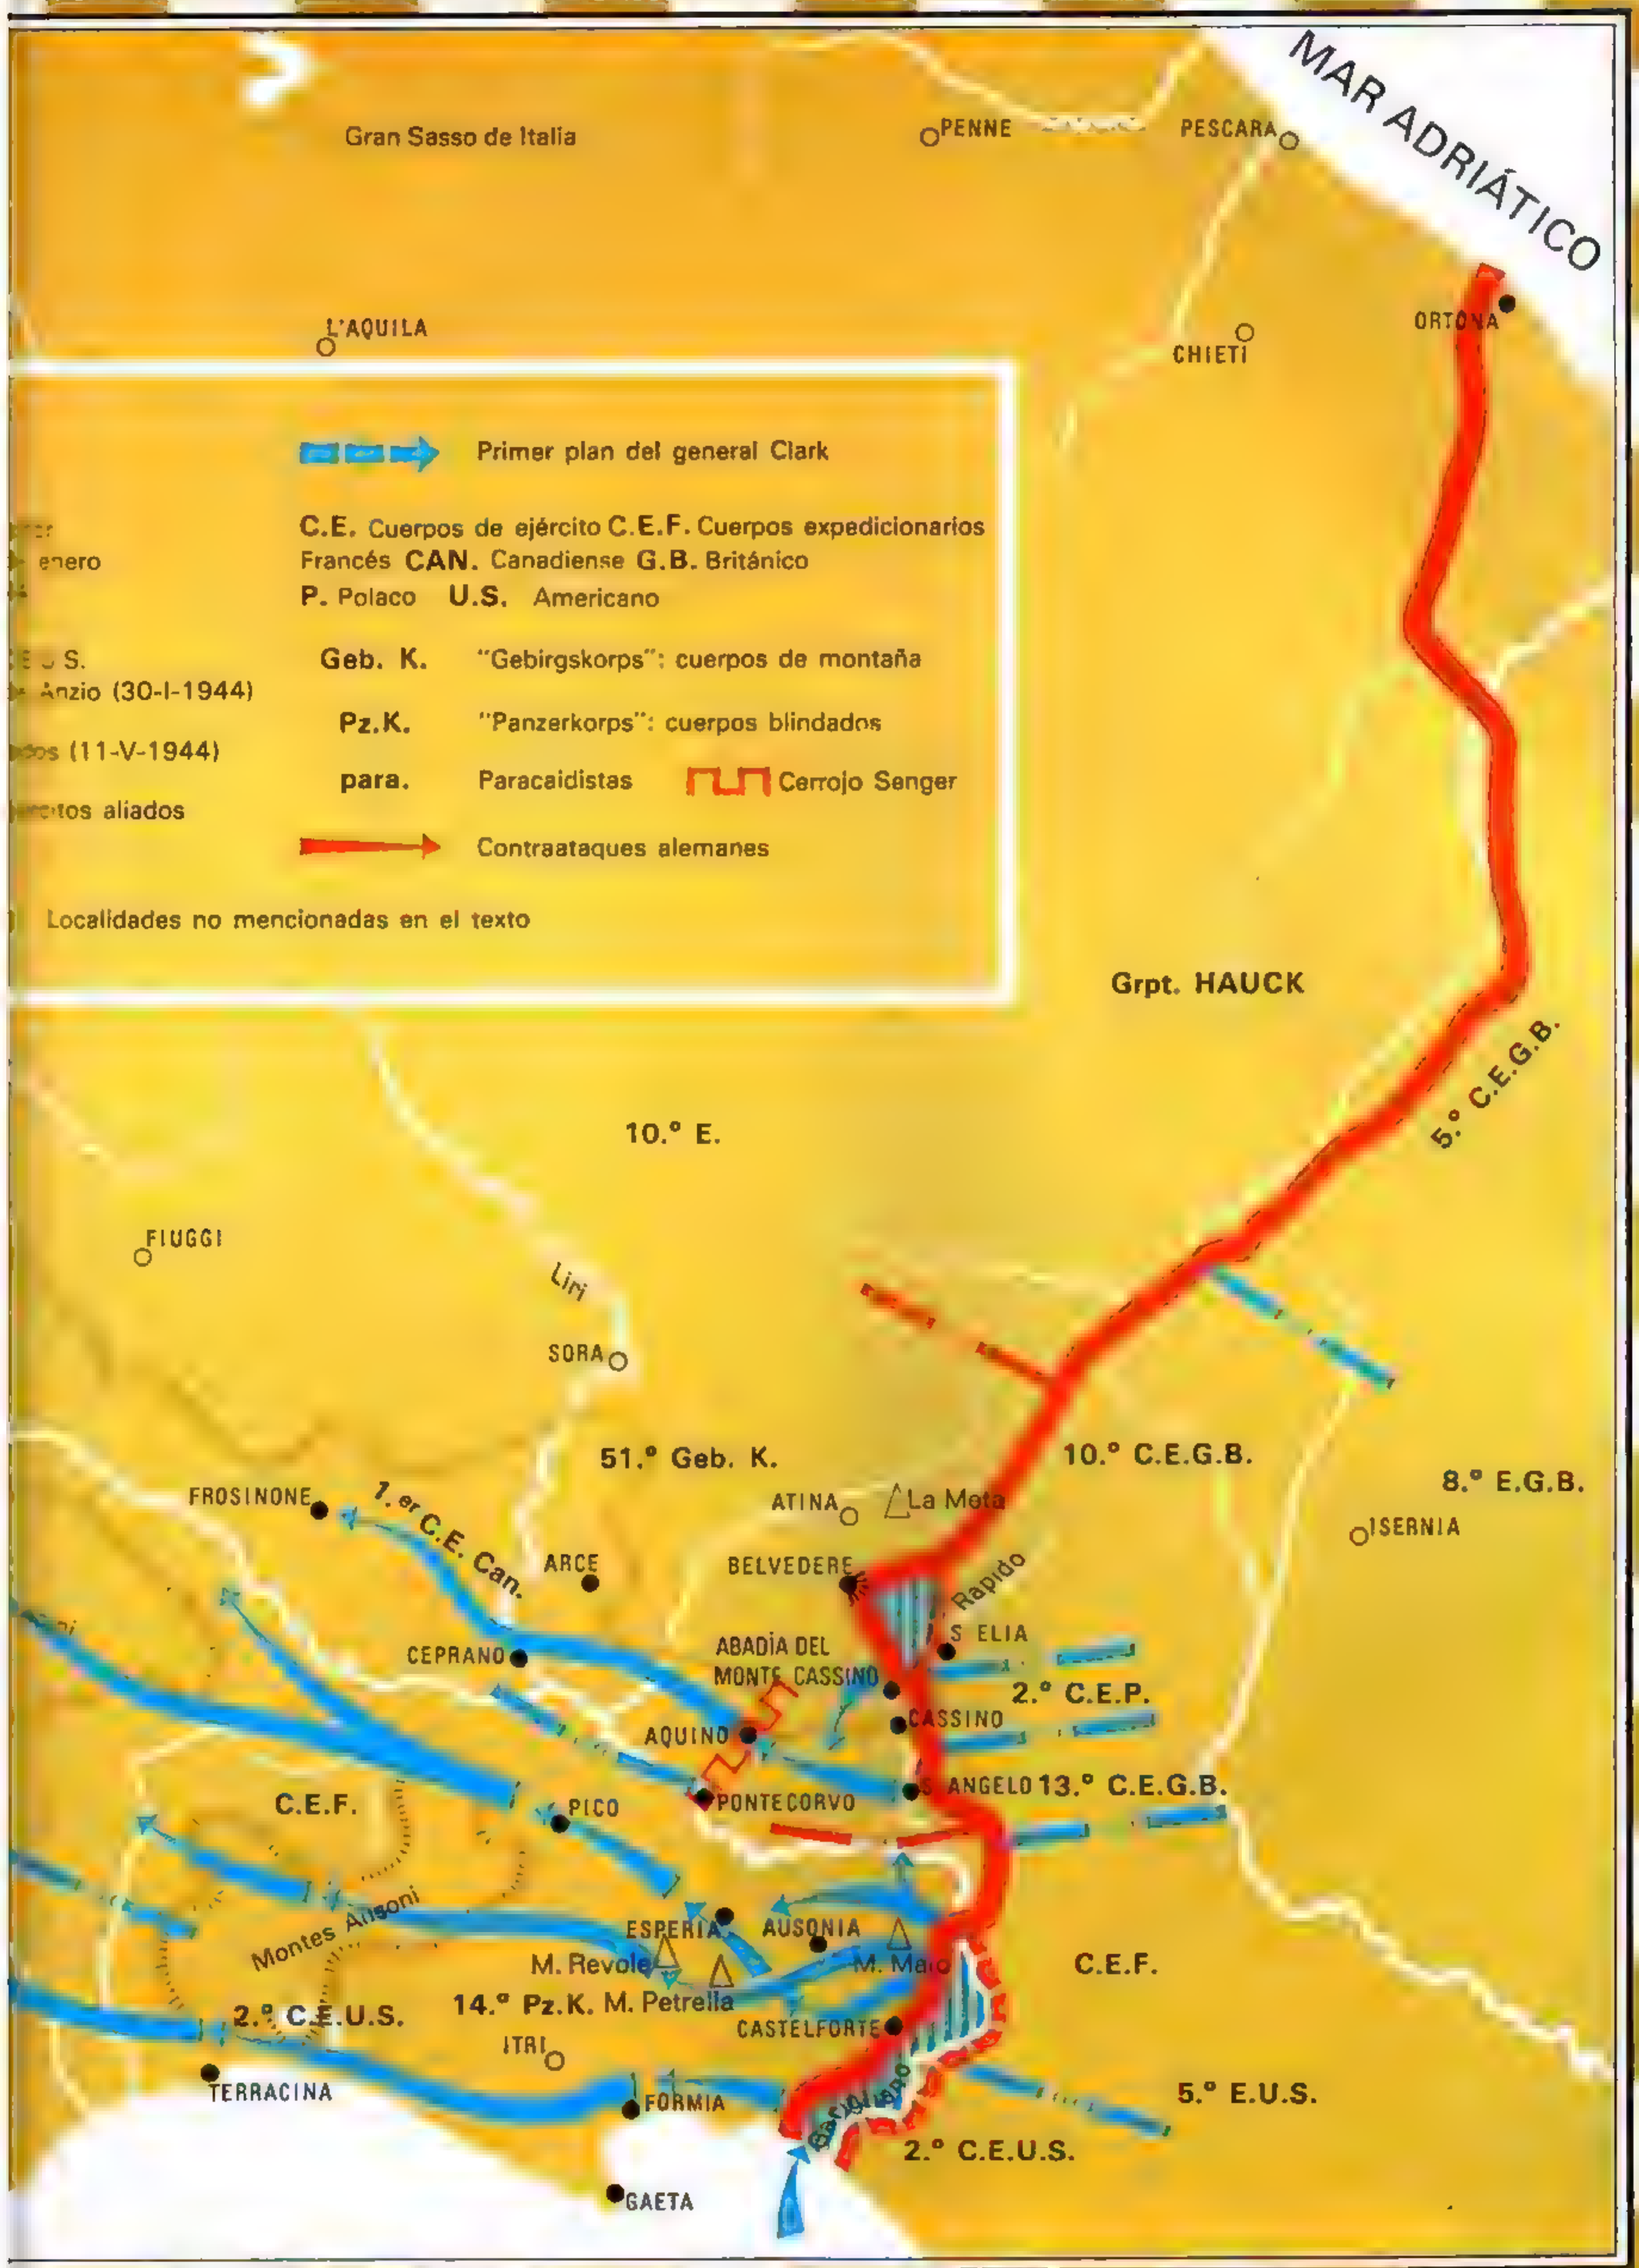 MAR ADRIÁTICO
Gran Sasso de Italia
PENNE
PESCARA
ORTONA
L'AQUILA
CHIETI
Primer plan del general Clark
C.E. Cuerpos de ejército C.E.F. Cuerpos expedicionarios
enero
Francés CAN. Canadiense G.B. Británico
P. Polaco U.S. Americano
S.
Geb. K. "Gebirgskorps": cuerpos de montaña
Anzio (30-I-1944)
Pz.K. "Panzerkorps": cuerpos blindados
(11-V-1944)
para. Paracaidistas Cerrojo Senger
aliados
Contraataques alemanes
Localidades no mencionadas en el texto
Grpt. HAUCK
5.º C.E.G.B.
10.º E.
FIUGGI
Liri
SORA
51.º Geb. K.
10.º C.E.G.B.
8.º E.G.B.
FROSINONE
1.er C.E. Can.
ATINA
La Meta
ISERNIA
ARCE
BELVEDERE
Rapido
S ELIA
CEPRANO
ABADÍA DEL
MONTE CASSINO
2.º C.E.P.
CASSINO
AQUINO
S. ANGELO
13.º C.E.G.B.
C.E.F.
PICO
PONTECORVO
Montes Ausoni
ESPERIA
AUSONIA
M. Revole
M. Maio
C.E.F.
2.º C.E.U.S.
14.º Pz.K.
M. Petrella
CASTELFORTE
ITRI
TERRACINA
FORMIA
Garigliano
5.º E.U.S.
2.º C.E.U.S.
GAETA